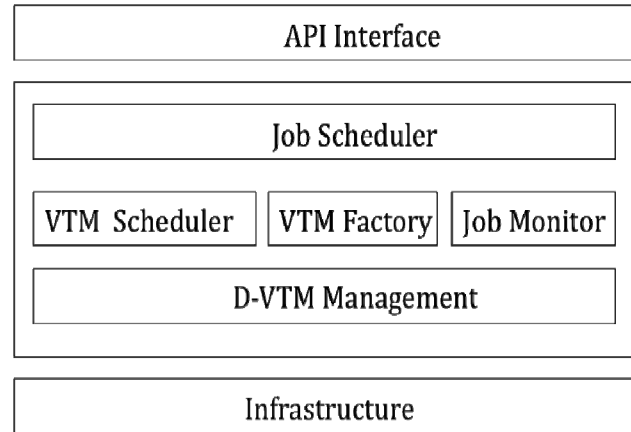 API Interface
Job Scheduler
VTM Scheduler
VTM Factory
Job Monitor
D-VTM Management
Infrastructure